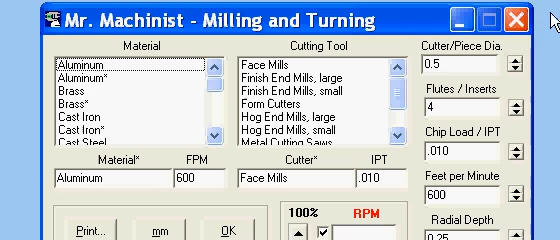 Mr. Machinist - Milling and Turning
Material
Cutting Tool
Cutter/Piece Dia.
Aluminum
Aluminum*
Brass
Brass*
Cast Iron
Cast Iron*
Cast Steel
Face Mills
Finish End Mills, large
Finish End Mills, small
Form Cutters
Hog End Mills, large
Hog End Mills, small
Metal Cutting Saws
0.5
Flutes / Inserts
4
Chip Load / IPT
.010
Feet per Minute
600
Radial Depth
0.25
Material*
FPM
Cutter*
IPT
Aluminum
600
Face Mills
.010
Print...
mm
OK
100%
RPM